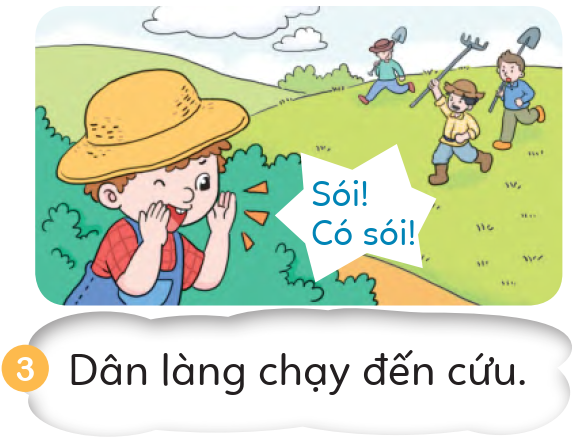 Sói!
Có sói!
3 Dân làng chạy đến cứu.